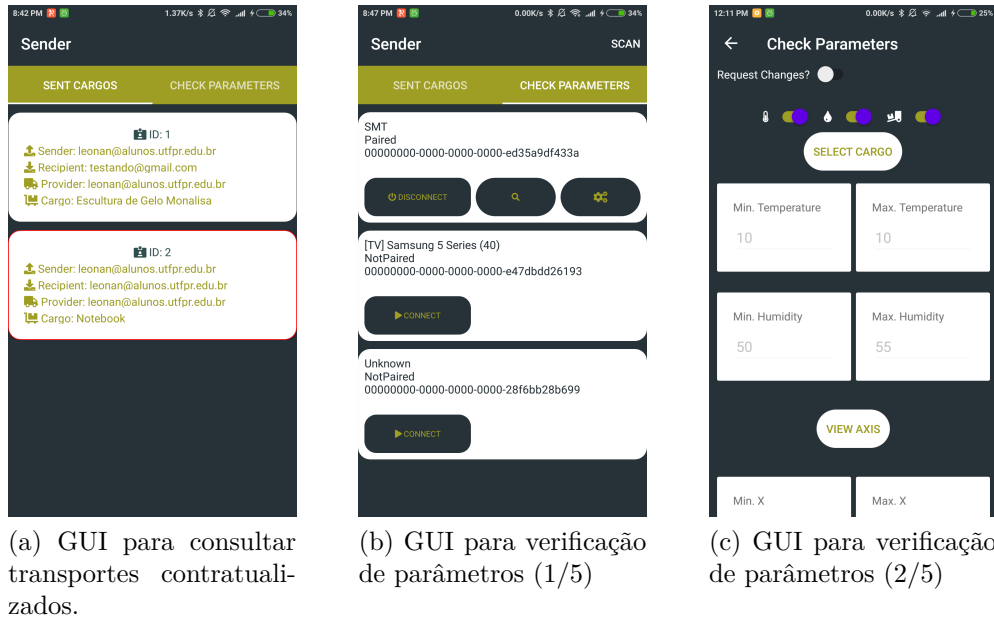 8:42 PM
1.37K/s
34%
Sender
SENT CARGOS
CHECK PARAMETERS
ID: 1
Sender: leonan@alunos.utfpr.edu.br
Recipient: testando@gmail.com
Provider: leonan@alunos.utfpr.edu.br
Cargo: Escultura de Gelo Monalisa
ID: 2
Sender: leonan@alunos.utfpr.edu.br
Recipient: leonan@alunos.utfpr.edu.br
Provider: leonan@alunos.utfpr.edu.br
Cargo: Notebook
(a) GUI para consultar
transportes contratuali-
zados.
8:47 PM
0.00K/s
34%
Sender
SCAN
SENT CARGOS
CHECK PARAMETERS
SMT
Paired
00000000-0000-0000-0000-ed35a9df433a
DISCONNECT
[TV] Samsung 5 Series (40)
NotPaired
00000000-0000-0000-0000-e47dbdd26193
CONNECT
Unknown
NotPaired
00000000-0000-0000-0000-28f6bb28b699
CONNECT
(b) GUI para verificação
de parâmetros (1/5)
12:11 PM
0.00K/s
25%
Check Parameters
Request Changes?
SELECT CARGO
Min. Temperature
10
Max. Temperature
10
Min. Humidity
50
Max. Humidity
55
VIEW AXIS
Min. X
Max. X
(c) GUI para verificação
de parâmetros (2/5)